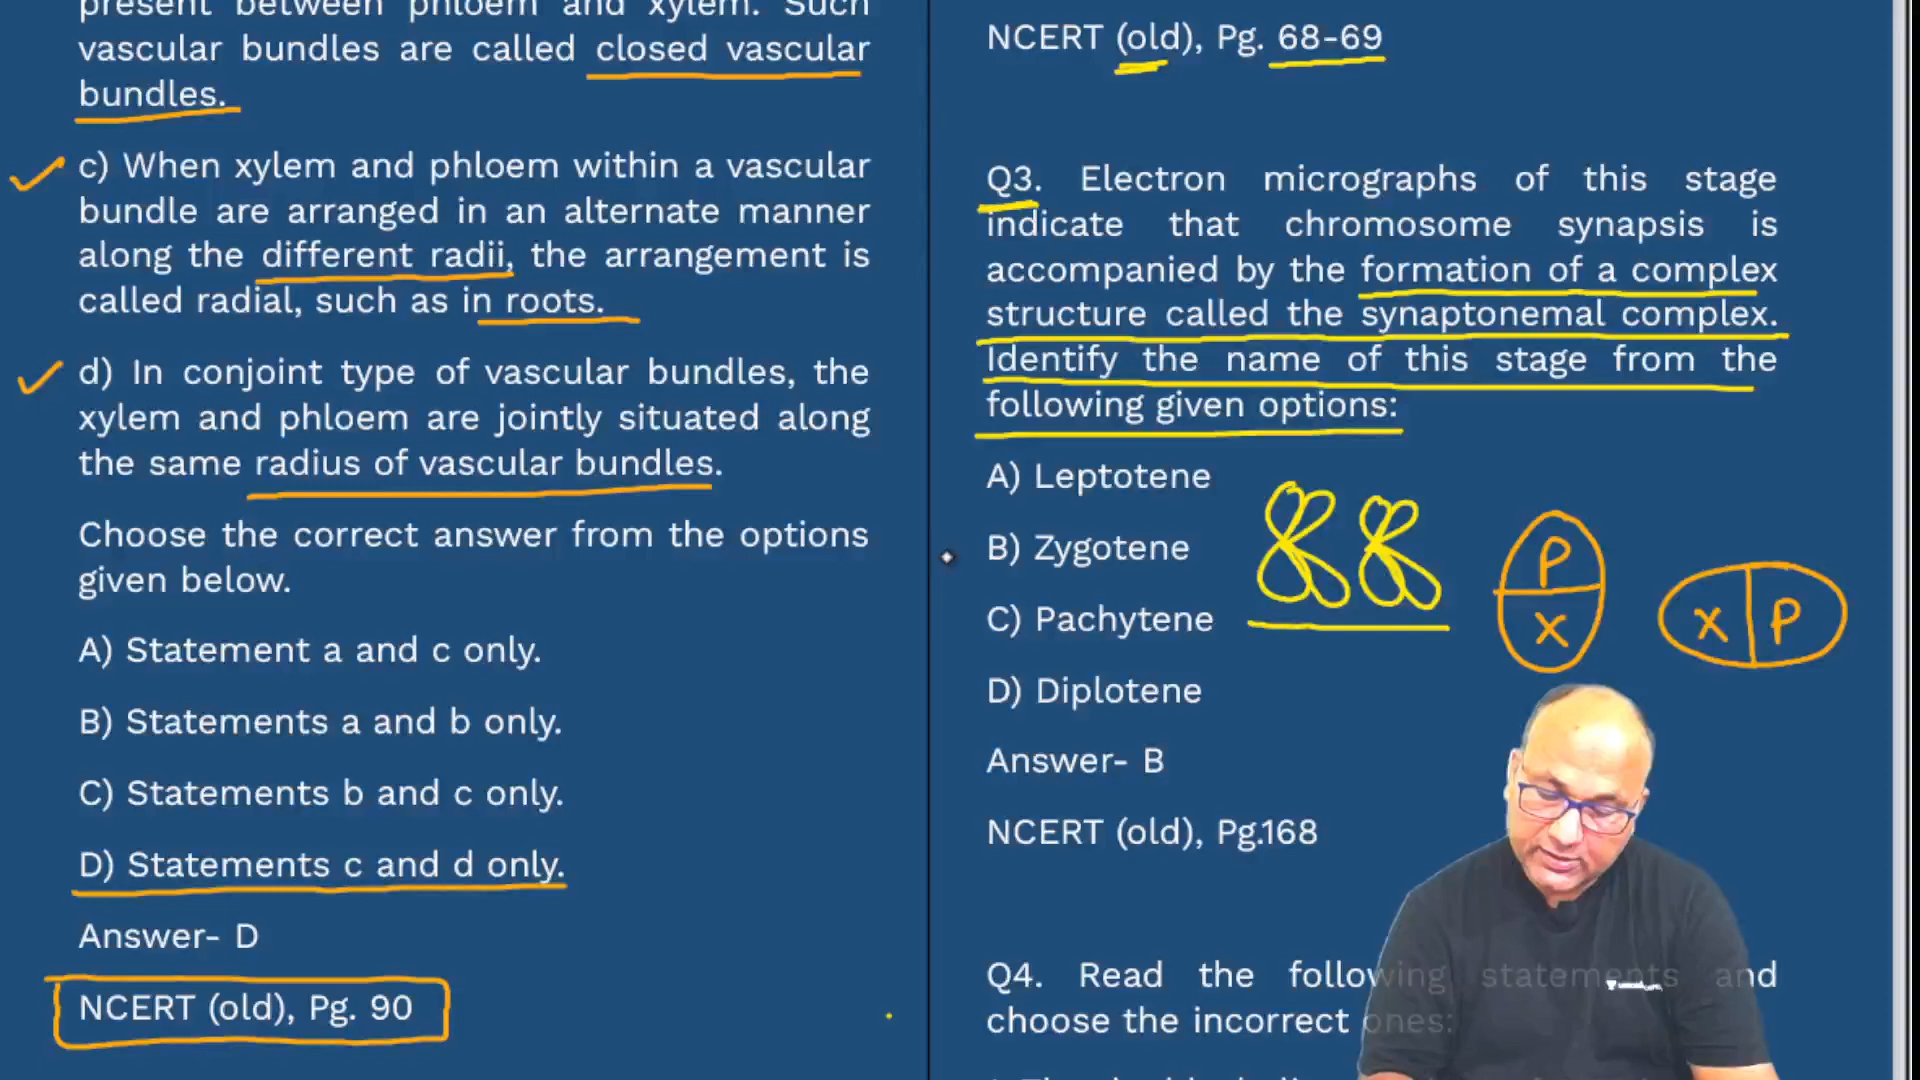 present between phloem and xylem. Such
vascular bundles are called closed vascular
bundles.
c) When xylem and phloem within a vascular
bundle are arranged in an alternate manner
along the different radii, the arrangement is
called radial, such as in roots.
d) In conjoint type of vascular bundles, the
xylem and phloem are jointly situated along
the same radius of vascular bundles.
Choose the correct answer from the options
given below.
A) Statement a and c only.
B) Statements a and b only.
C) Statements b and c only.
D) Statements c and d only.
Answer- D
NCERT (old), Pg. 90
NCERT (old), Pg. 68-69
Q3. Electron micrographs of this stage
indicate that chromosome synapsis is
accompanied by the formation of a complex
structure called the synaptonemal complex.
Identify the name of this stage from the
following given options:
A) Leptotene
B) Zygotene
C) Pachytene
D) Diplotene
P
X
X P
Answer- B
NCERT (old), Pg.168
Q4. Read the following statements and
choose the incorrect ones: